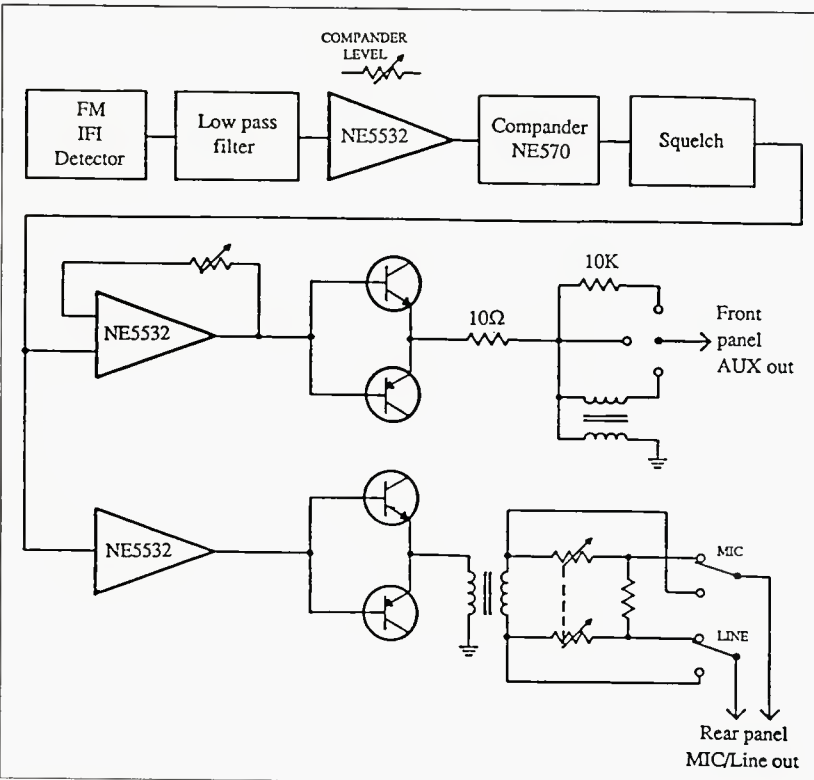 COMPANDER
LEVEL
FM
IFI
Detector
Low pass
filter
NE5532
Compander
NE570
Squelch
NE5532
10Ω
10K
Front
panel
AUX out
NE5532
MIC
LINE
Rear panel
MIC/Line out